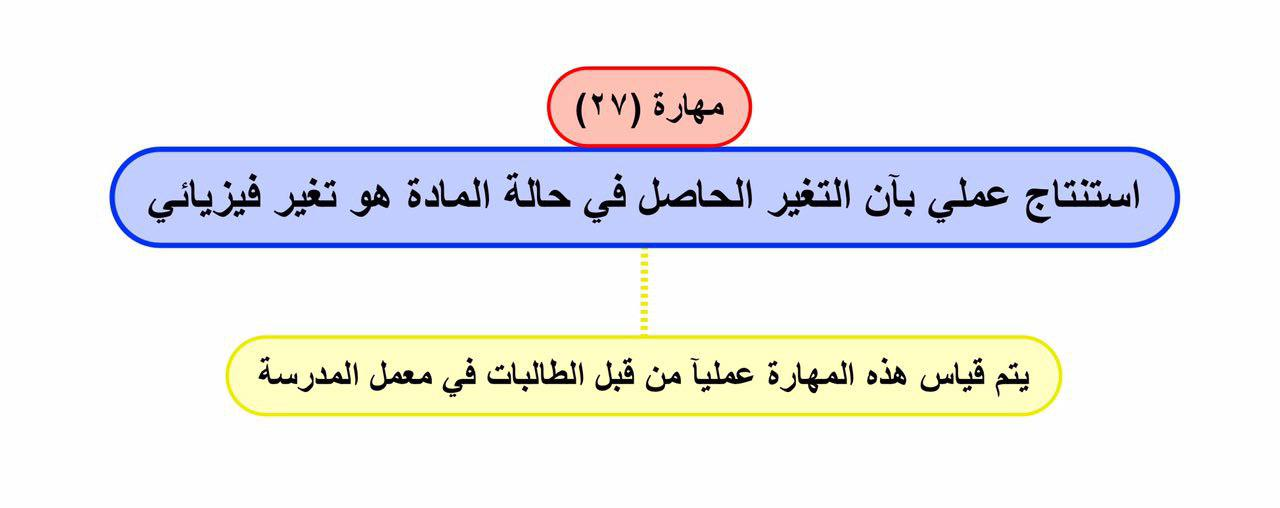 مهارة (٢٧)
استنتاج عملي بآن التغير الحاصل في حالة المادة هو تغير فيزيائي
يتم قياس هذه المهارة عمليآ من قبل الطالبات في معمل المدرسة